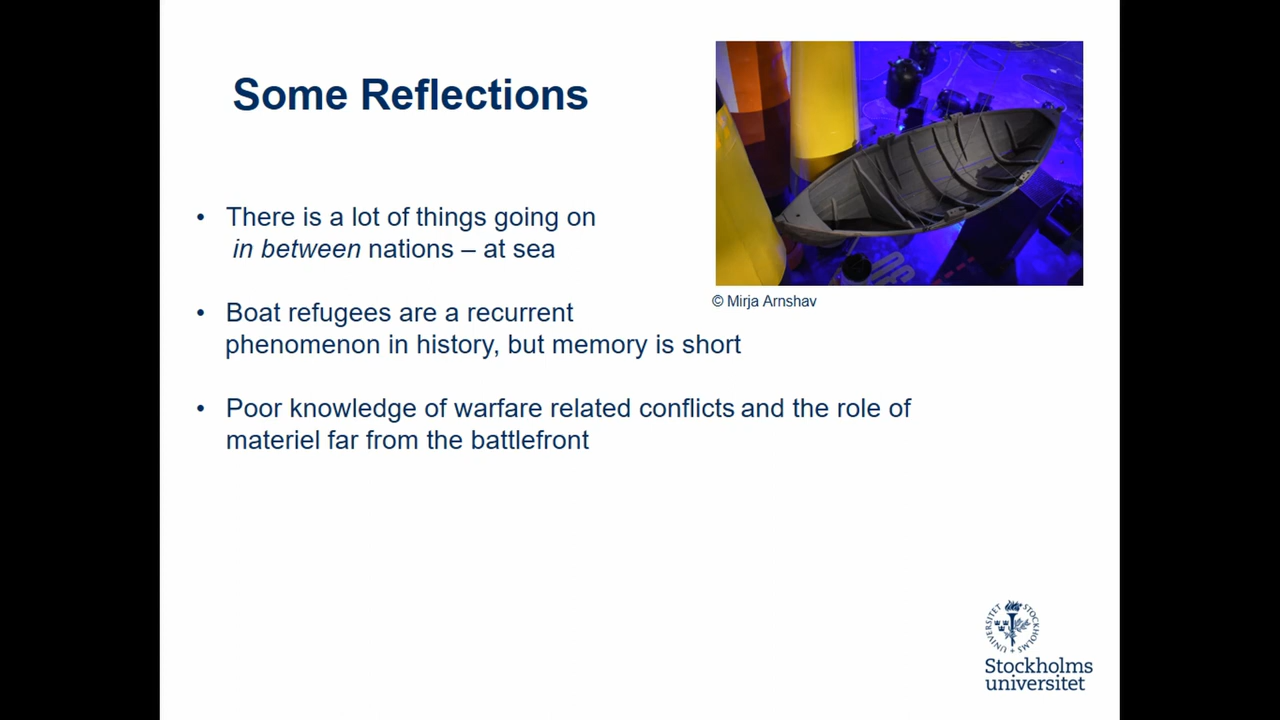 Some Reflections
• There is a lot of things going on
in between nations – at sea
© Mirja Arnshav
• Boat refugees are a recurrent
phenomenon in history, but memory is short
• Poor knowledge of warfare related conflicts and the role of
materiel far from the battlefront
STOCKHOLMS UNIVERSITET
Stockholms
universitet